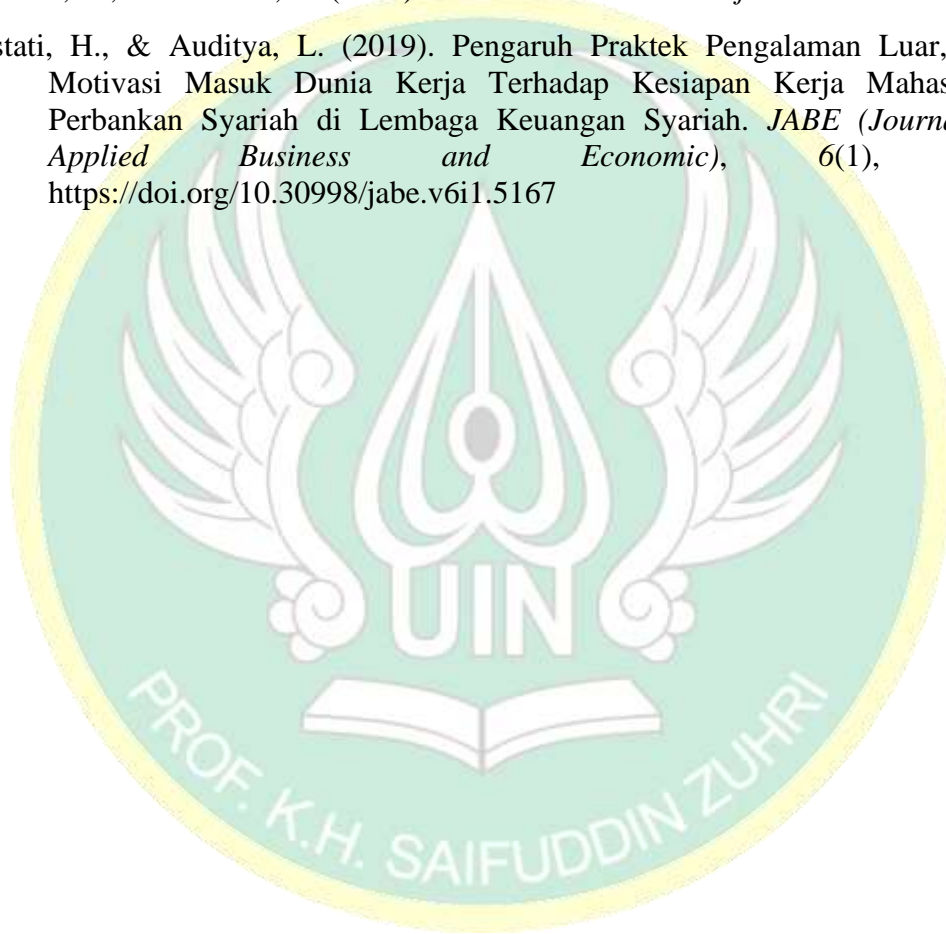 stati, H., & Auditya, L. (2019). Pengaruh Praktek Pengalaman Luar,
Motivasi Masuk Dunia Kerja Terhadap Kesiapan Kerja Mahas
Perbankan Syariah di Lembaga Keuangan Syariah. JABE (Journa
Applied Business and Economic), 6(1),
https://doi.org/10.30998/jabe.v6i1.5167
UIN
PROF. K.H. SAIFUDDIN ZUHRI